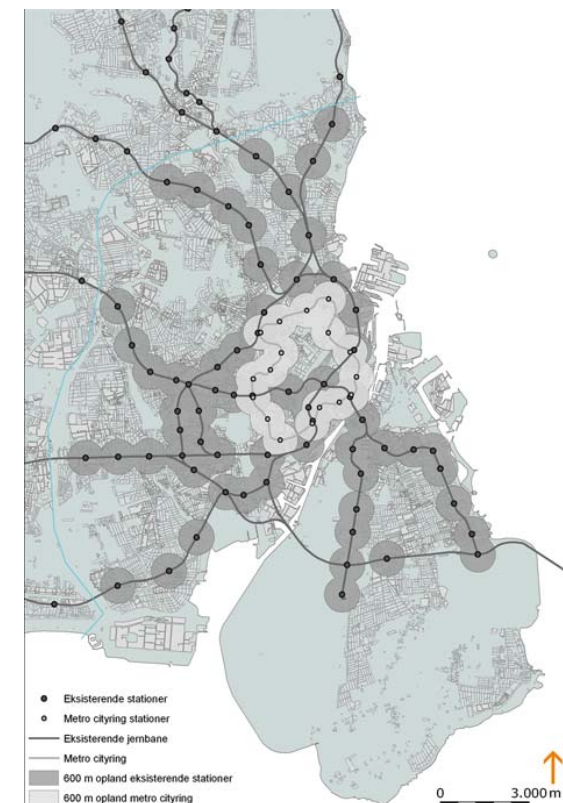 Eksisterende stationer
Metro cityring stationer
Eksisterende jernbane
Metro cityring
600 m opland eksisterende stationer
600 m opland metro cityring
0 3.000 m